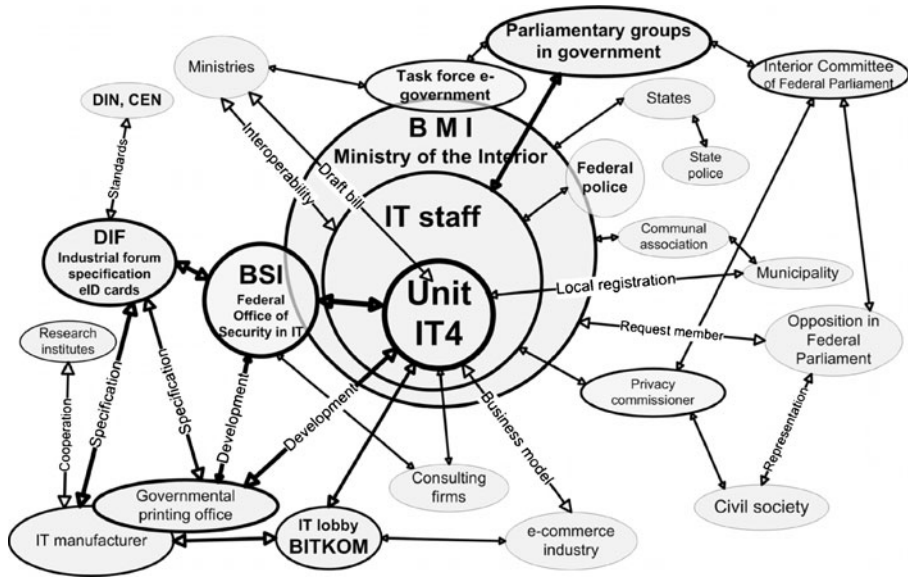 Parliamentary groups
in government
Ministries
Task force e-
government
Interior Committee
of Federal Parliament
DIN, CEN
States
B M I
Ministry of the Interior
State
police
Federal
police
Interoperability
Draft bill
Standards
IT staff
DIF
Industrial forum
specification
eID cards
Communal
association
BSI
Federal
Office of
Security in IT
Unit
IT4
Local registration
Municipality
Research
institutes
Request member
Opposition in
Federal
Parliament
Privacy
commissioner
Cooperation
Specification
Specification
Development
Development
Business model
Representation
Consulting
firms
Civil society
Governmental
printing office
IT manufacturer
IT lobby
BITKOM
e-commerce
industry